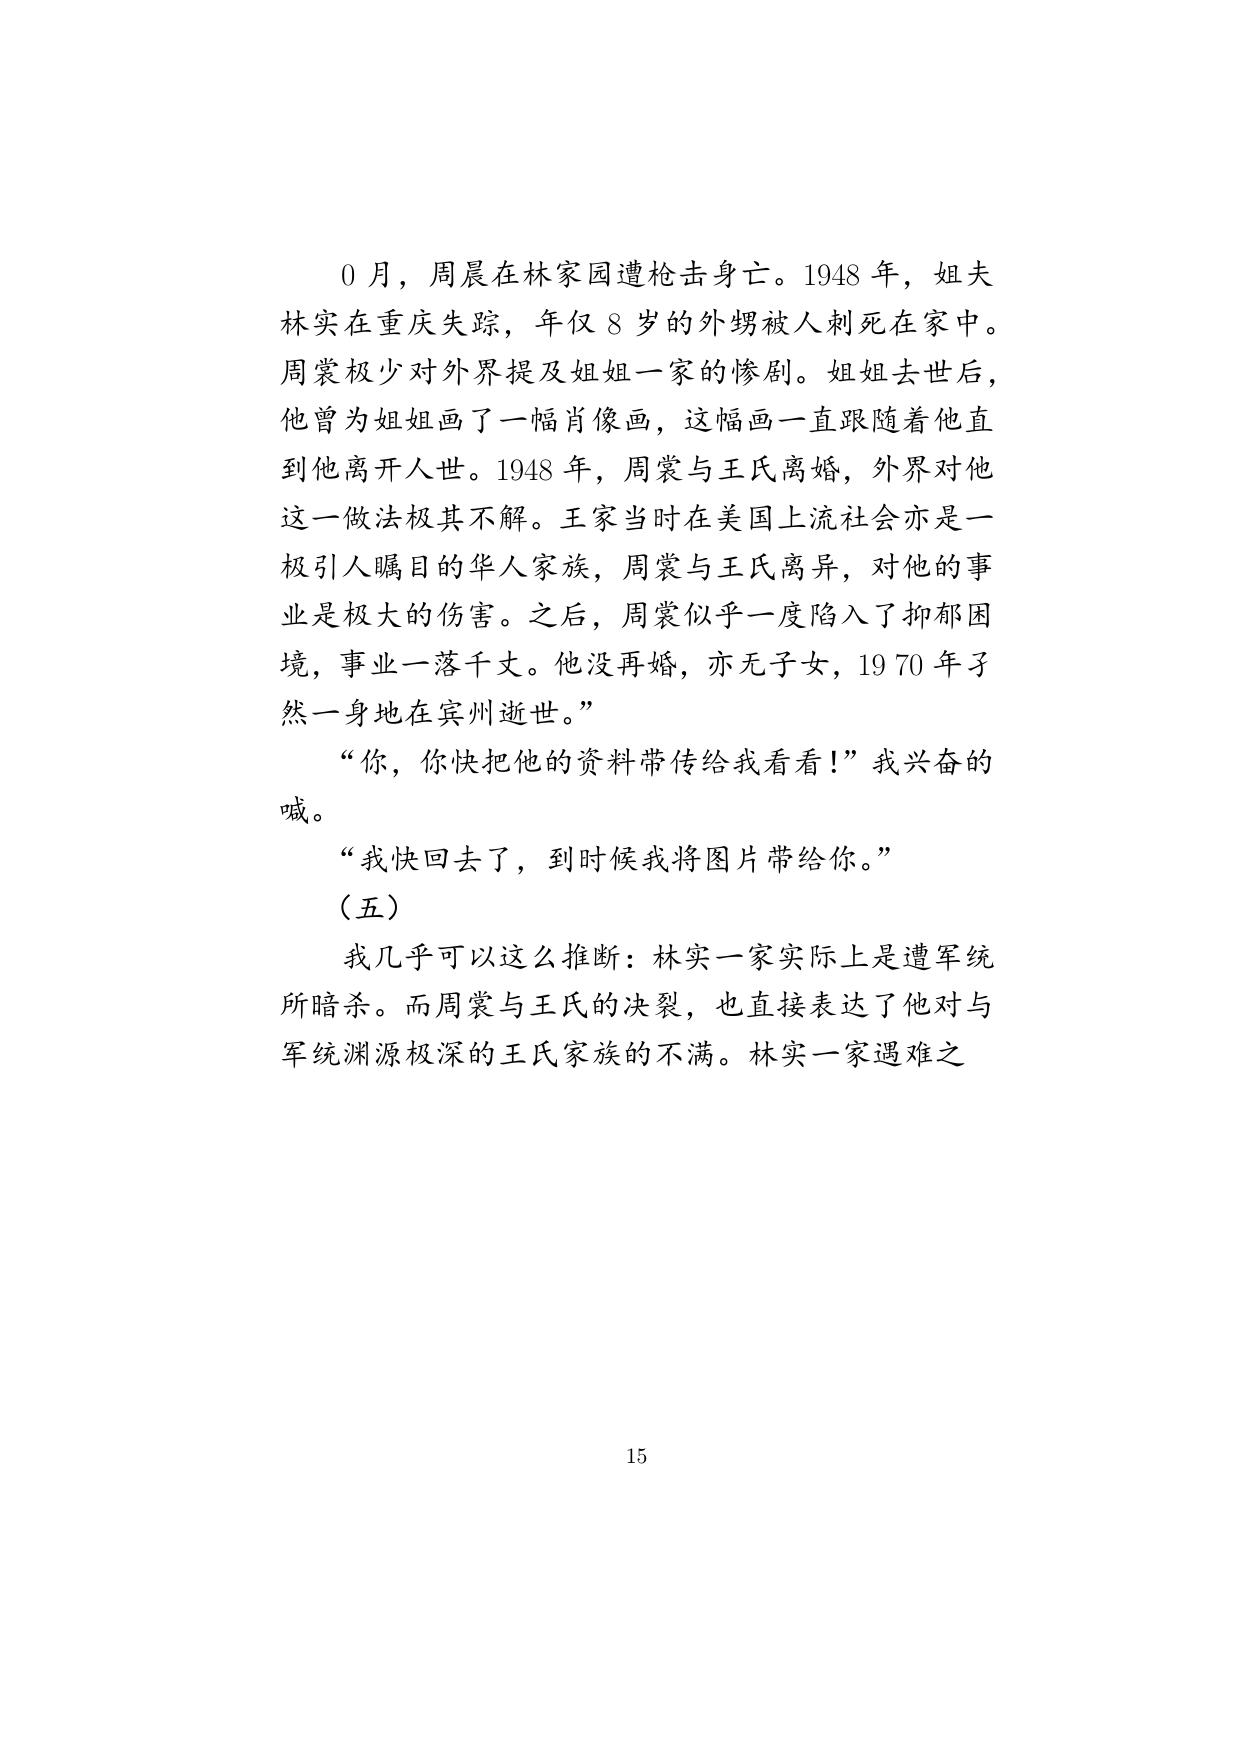 0 月，周晨在林家园遭枪击身亡。1948 年，姐夫
林实在重庆失踪，年仅 8 岁的外甥被人刺死在家中。
周裳极少对外界提及姐姐一家的惨剧。姐姐去世后，
他曾为姐姐画了一幅肖像画，这幅画一直跟随着他直
到他离开人世。1948 年，周裳与王氏离婚，外界对他
这一做法极其不解。王家当时在美国上流社会亦是一
极引人瞩目的华人家族，周裳与王氏离异，对他的事
业是极大的伤害。之后，周裳似乎一度陷入了抑郁困
境，事业一落千丈。他没再婚，亦无子女，19 70 年孑
然一身地在宾州逝世。”
“你，你快把他的资料带传给我看看！”我兴奋的
喊。
“我快回去了，到时候我将图片带给你。”
（五）
我几乎可以这么推断：林实一家实际上是遭军统
所暗杀。而周裳与王氏的决裂，也直接表达了他对与
军统渊源极深的王氏家族的不满。林实一家遇难之
15